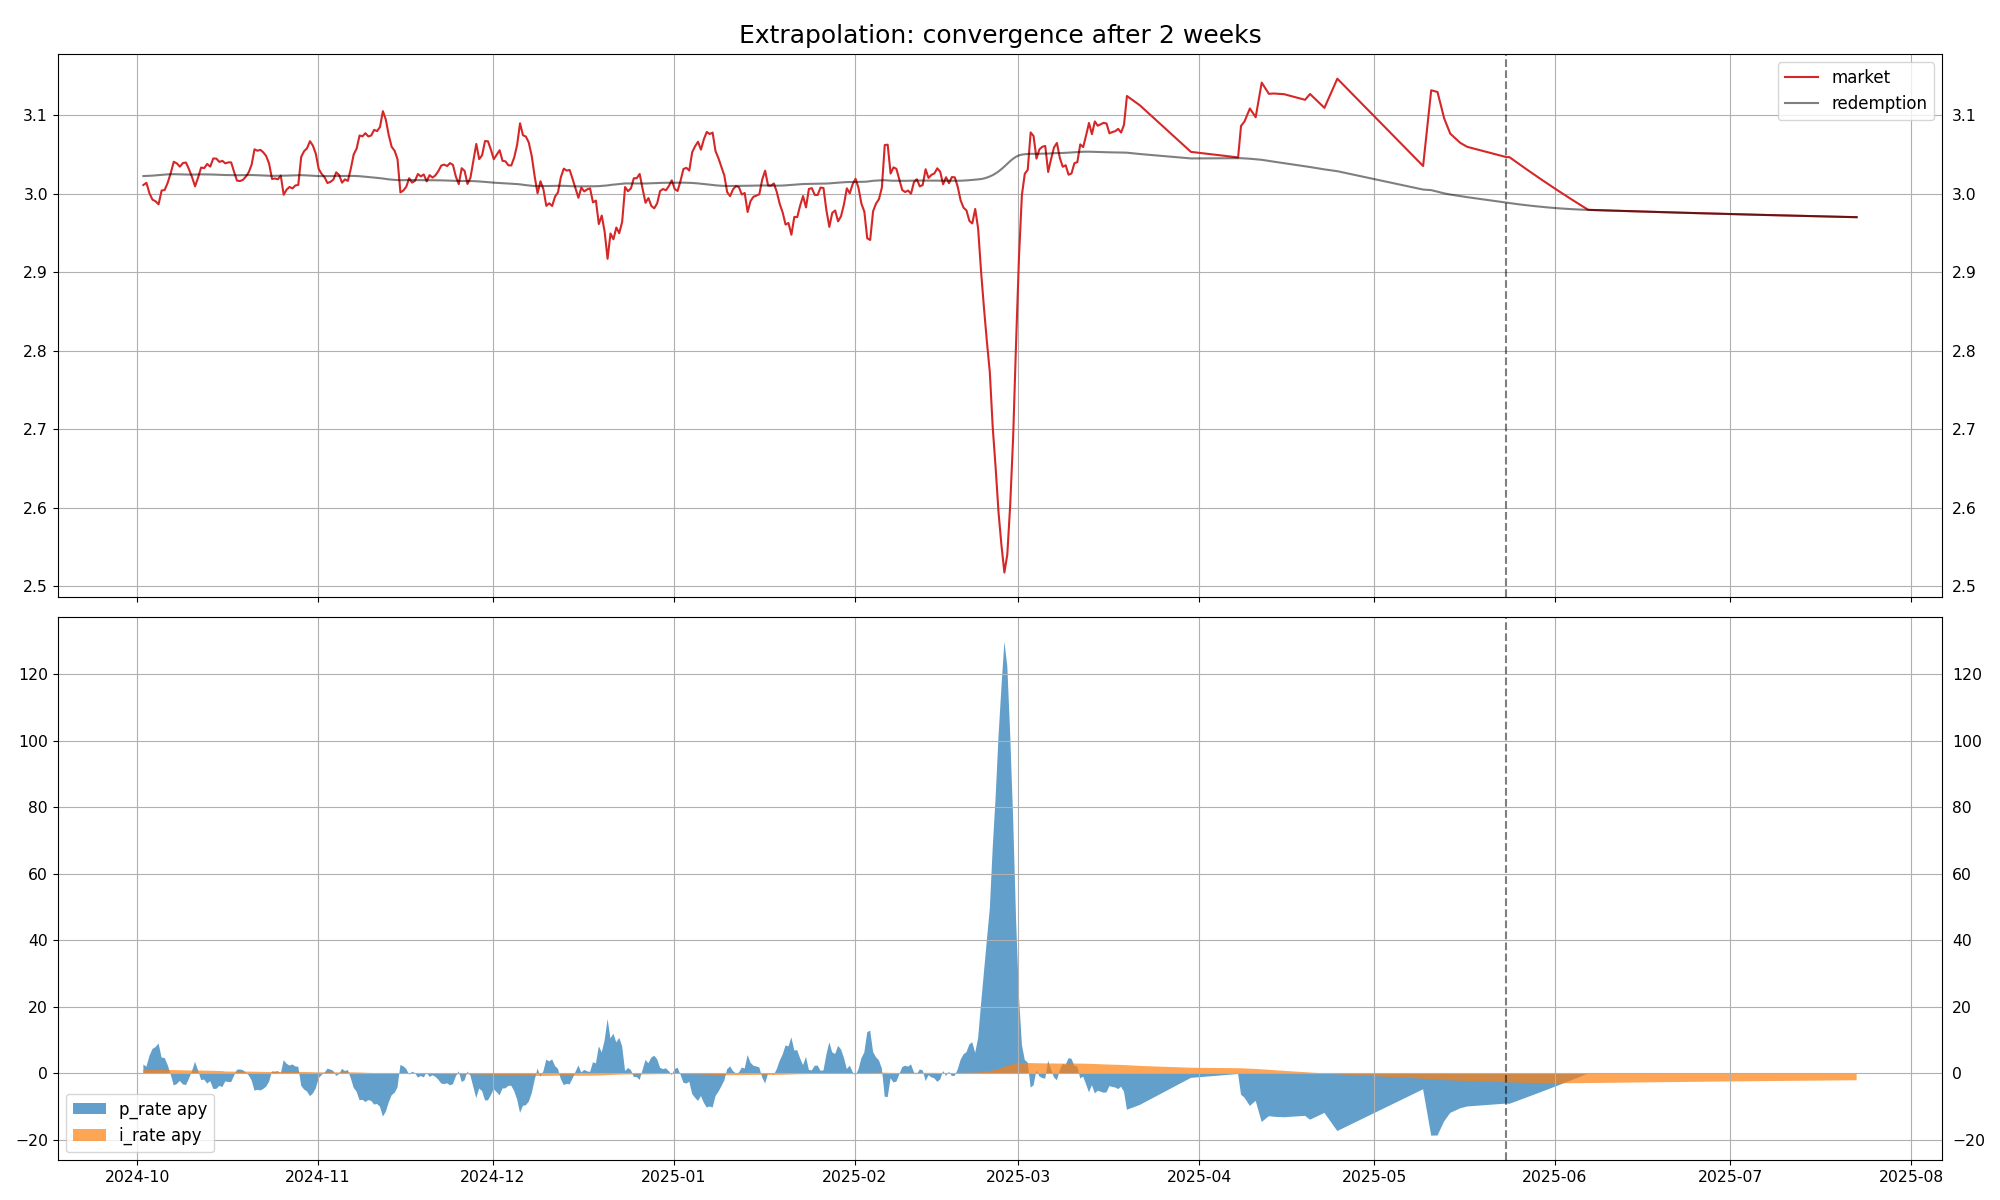 Extrapolation: convergence after 2 weeks
market
redemption
3.1 3.1
3.0 3.0
2.9 2.9
2.8 2.8
2.7 2.7
2.6 2.6
2.5 2.5
120 120
100 100
80 80
60 60
40 40
20 20
0 0
−20 −20
p_rate apy
i_rate apy
2024-10 2024-11 2024-12 2025-01 2025-02 2025-03 2025-04 2025-05 2025-06 2025-07 2025-08